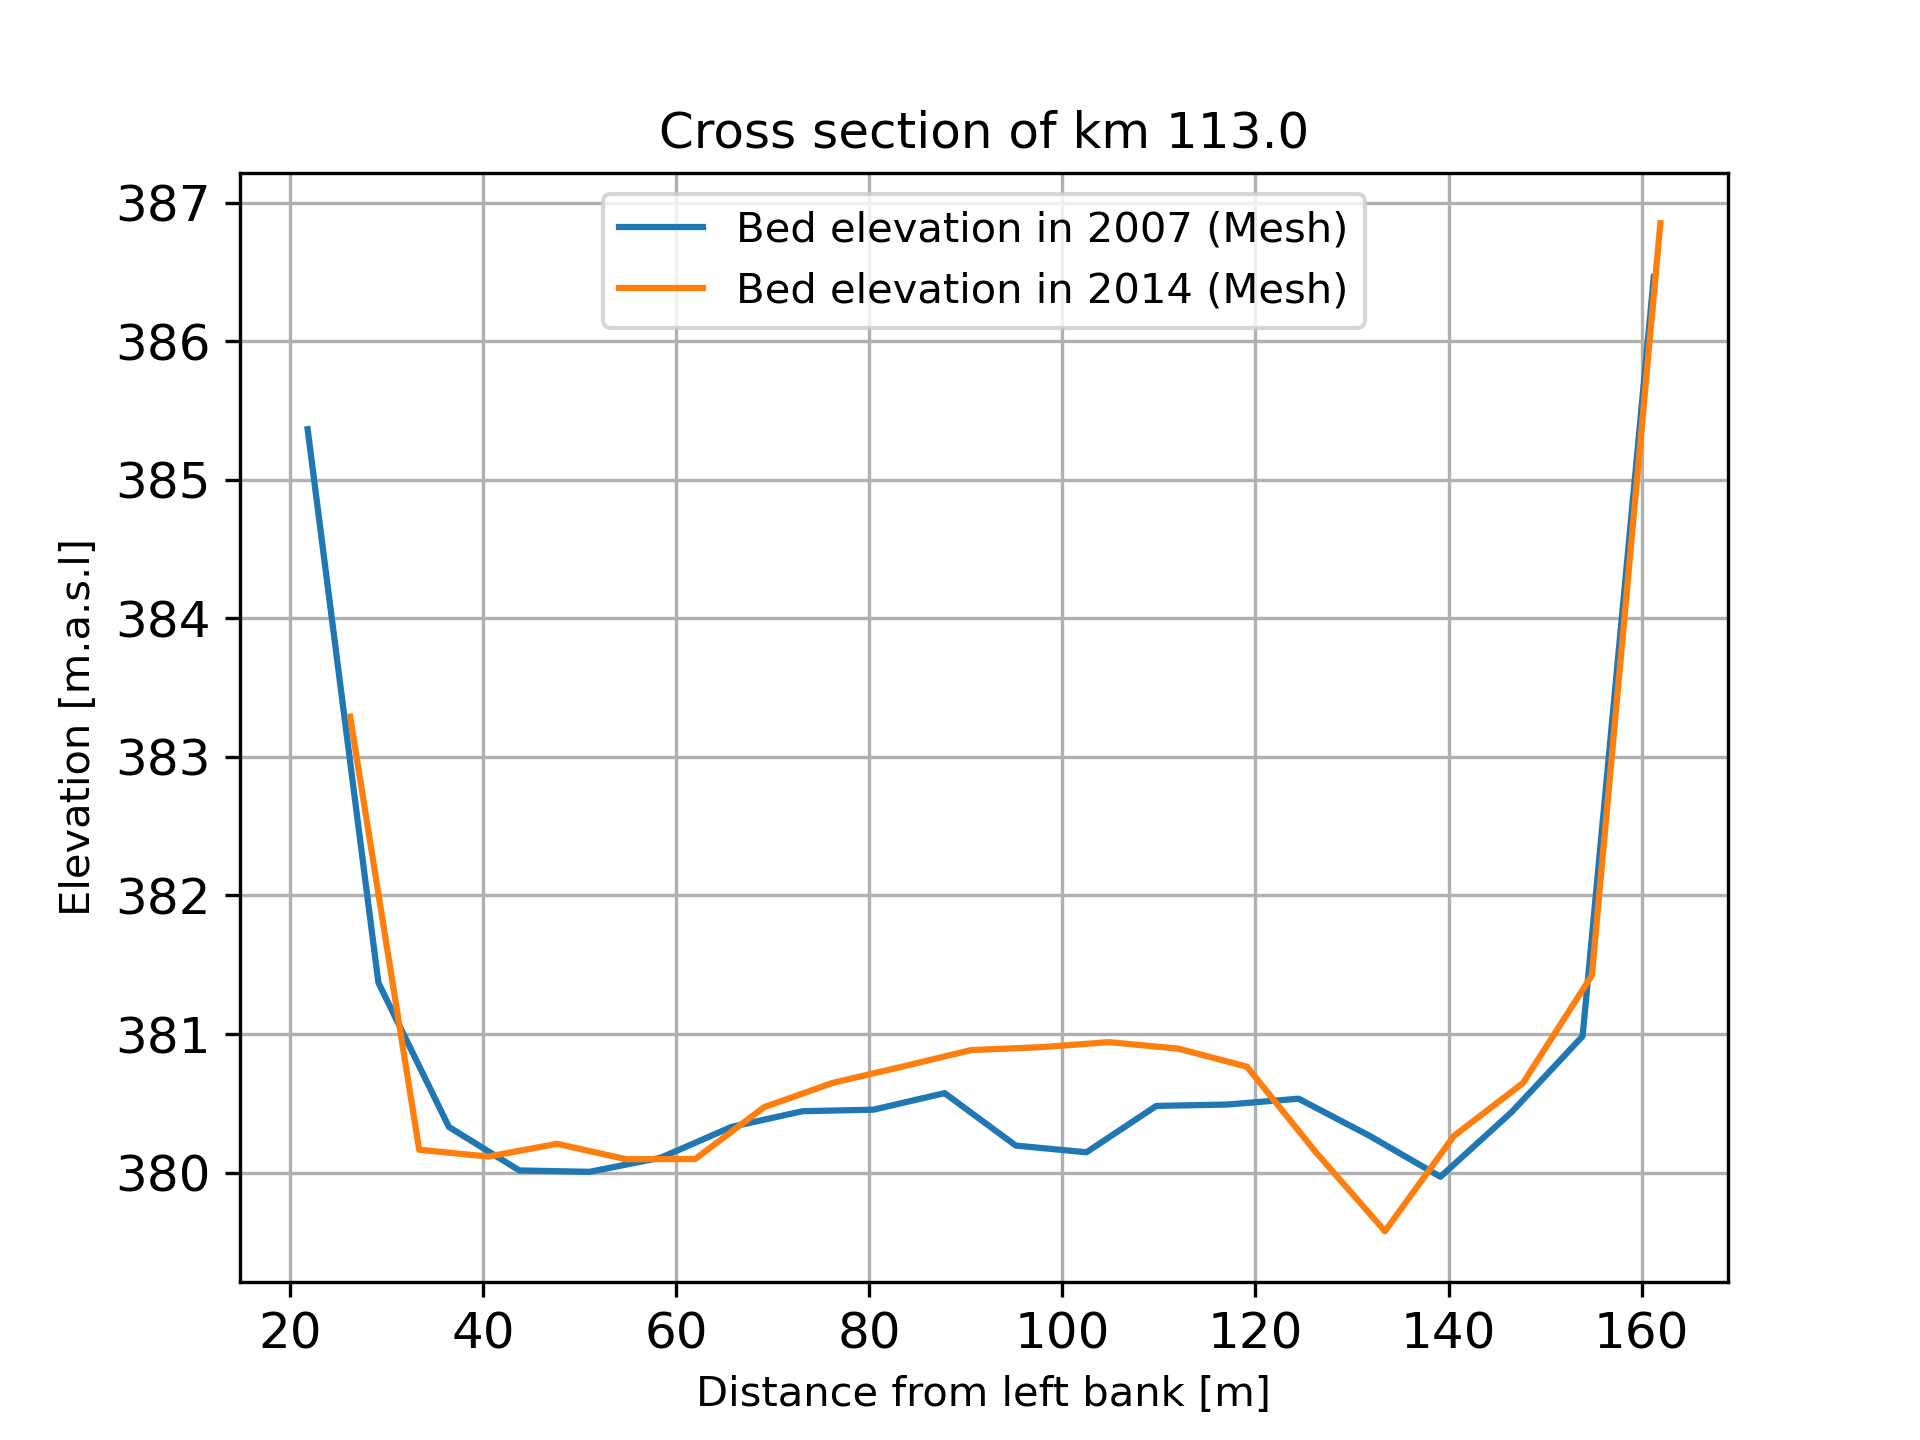 Cross section of km 113.0
Bed elevation in 2007 (Mesh)
Bed elevation in 2014 (Mesh)
387
386
385
384
383
382
381
380
Elevation [m.a.s.l]
20 40 60 80 100 120 140 160
Distance from left bank [m]